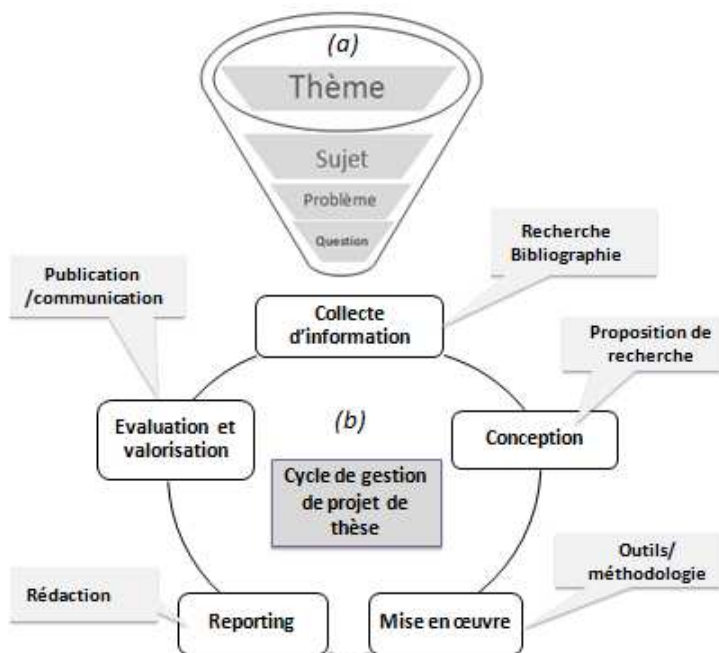 (a)
Thème
Sujet
Problème
Question
Recherche
Bibliographie
Publication
/communication
Collecte
d'information
Proposition de
recherche
Evaluation et
valorisation
(b)
Conception
Cycle de gestion
de projet de
thèse
Outils/
méthodologie
Rédaction
Reporting
Mise en œuvre